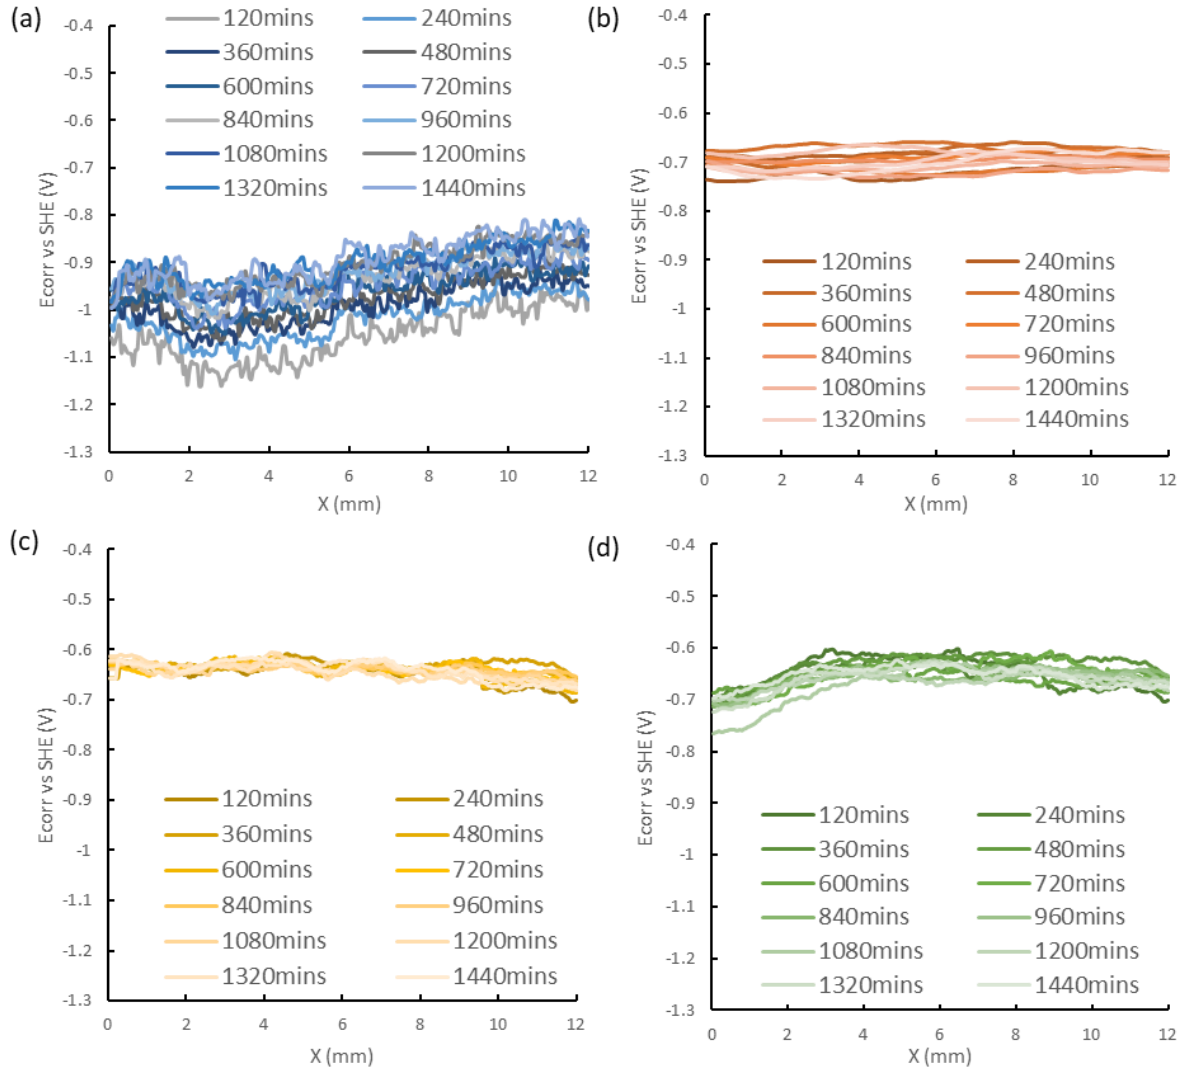 (a)
-0.4
-0.5
-0.6
-0.7
-0.8
-0.9
-1
-1.1
-1.2
-1.3
Ecorr vs SHE (V)
120mins 240mins
360mins 480mins
600mins 720mins
840mins 960mins
1080mins 1200mins
1320mins 1440mins
0 2 4 6 8 10 12
X (mm)
(b)
-0.4
-0.5
-0.6
-0.7
-0.8
-0.9
-1
-1.1
-1.2
-1.3
Ecorr vs SHE (V)
120mins 240mins
360mins 480mins
600mins 720mins
840mins 960mins
1080mins 1200mins
1320mins 1440mins
0 2 4 6 8 10 12
X (mm)
(c)
-0.4
-0.5
-0.6
-0.7
-0.8
-0.9
-1
-1.1
-1.2
-1.3
Ecorr vs SHE (V)
120mins 240mins
360mins 480mins
600mins 720mins
840mins 960mins
1080mins 1200mins
1320mins 1440mins
0 2 4 6 8 10 12
X (mm)
(d)
-0.4
-0.5
-0.6
-0.7
-0.8
-0.9
-1
-1.1
-1.2
-1.3
Ecorr vs SHE (V)
120mins 240mins
360mins 480mins
600mins 720mins
840mins 960mins
1080mins 1200mins
1320mins 1440mins
0 2 4 6 8 10 12
X (mm)